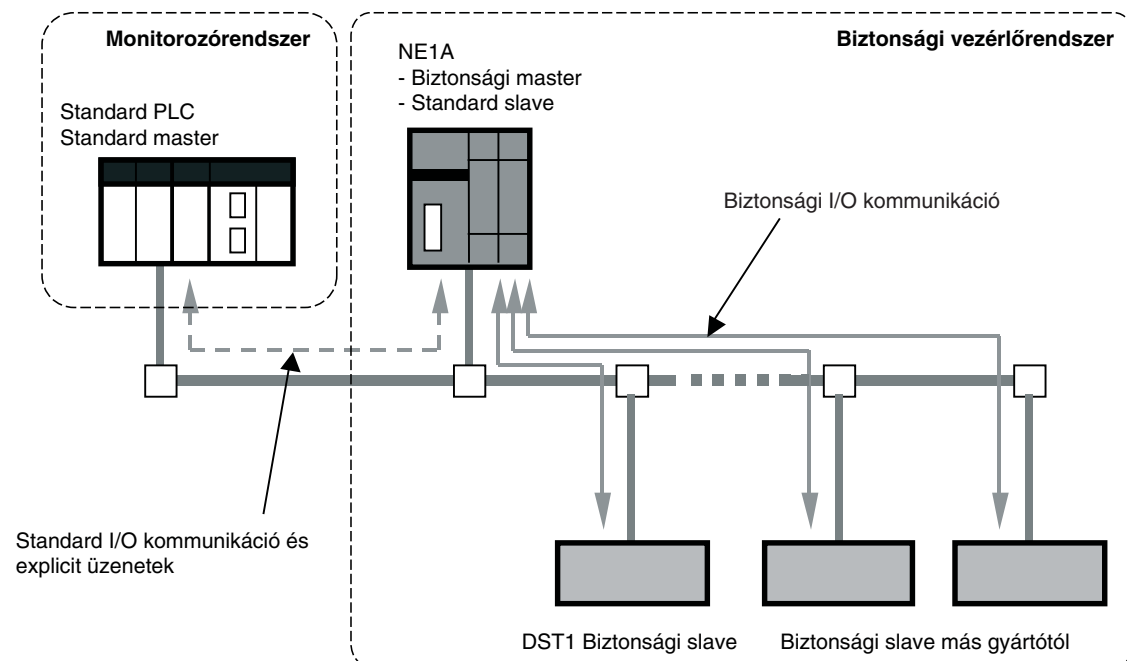 Monitorozórendszer
Biztonsági vezérlőrendszer
NE1A
- Biztonsági master
- Standard slave
Standard PLC
Standard master
Biztonsági I/O kommunikáció
Standard I/O kommunikáció és
explicit üzenetek
DST1 Biztonsági slave
Biztonsági slave más gyártótól